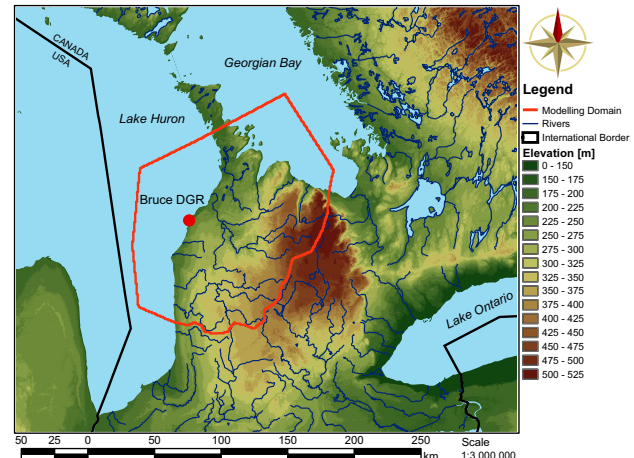 CANADA
USA
Georgian Bay
Lake Huron
Bruce DGR
Lake Ontario
Legend
Modelling Domain
Rivers
International Border
Elevation [m]
0 - 150
150 - 175
175 - 200
200 - 225
225 - 250
250 - 275
275 - 300
300 - 325
325 - 350
350 - 375
375 - 400
400 - 425
425 - 450
450 - 475
475 - 500
500 - 525
50 25 0 50 100 150 200 250
km
Scale
1:3 000 000